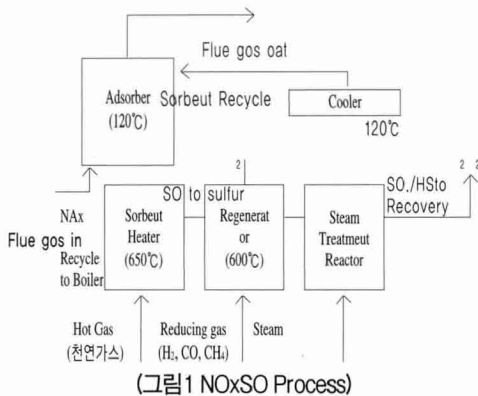 Flue gos oat
Adsorber
(120℃)
Sorbeut Recycle
Cooler
120℃
2
2 2
SO to sulfur
SO./HSto
Recovery
NAx
Flue gos in
Recycle
to Boiler
Sorbeut
Heater
(650℃)
Regenerat
or
(600℃)
Steam
Treatmeut
Reactor
Hot Gas
(천연가스)
Reducing gas
(H₂, CO, CH₄)
Steam
(그림1 NOxSO Process)